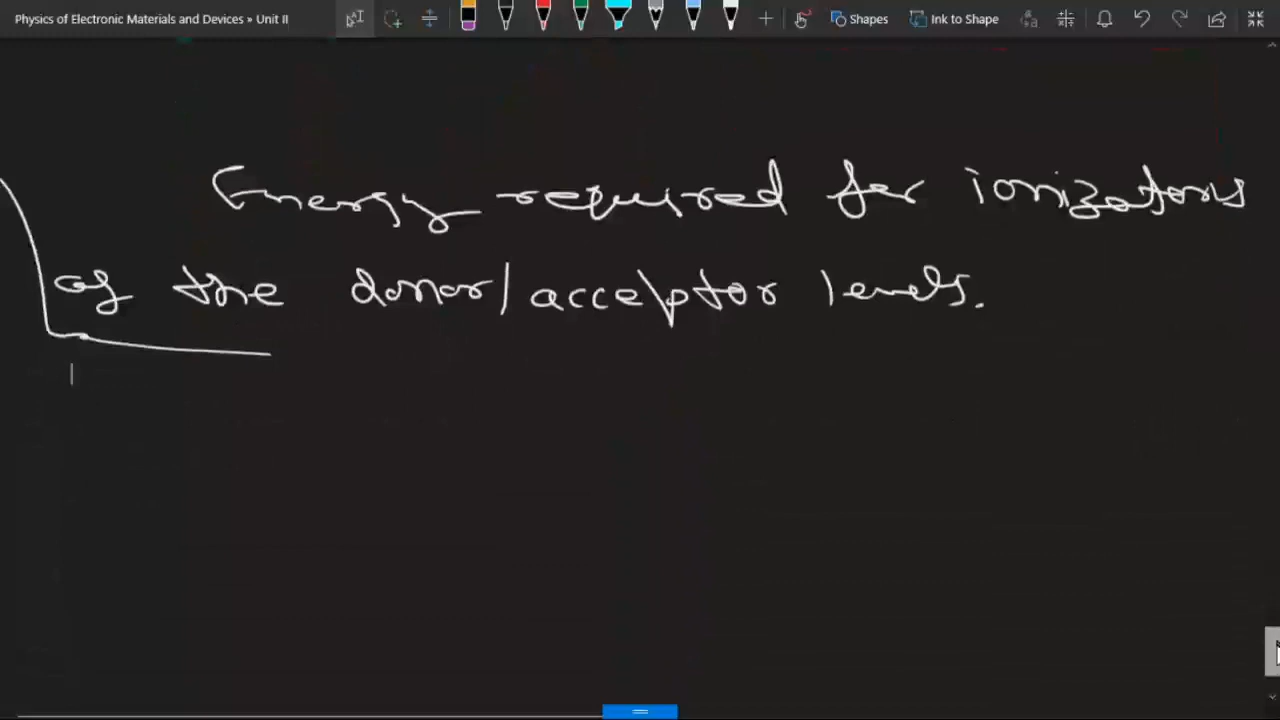 Physics of Electronic Materials and Devices » Unit II
Shapes
Ink to Shape
Energy required for ionizations
of the donor/acceptor levels.